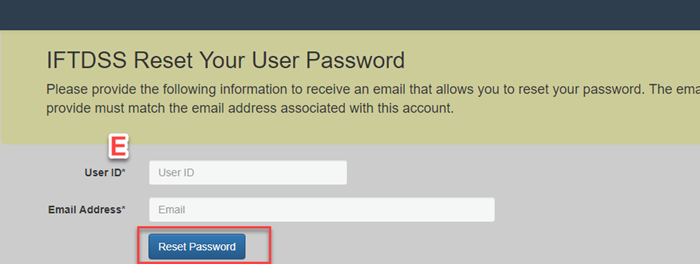 IFTDSS Reset Your User Password
Please provide the following information to receive an email that allows you to reset your password. The
provide must match the email address associated with this account.
E
User ID*
User ID
Email Address*
Email
Reset Password